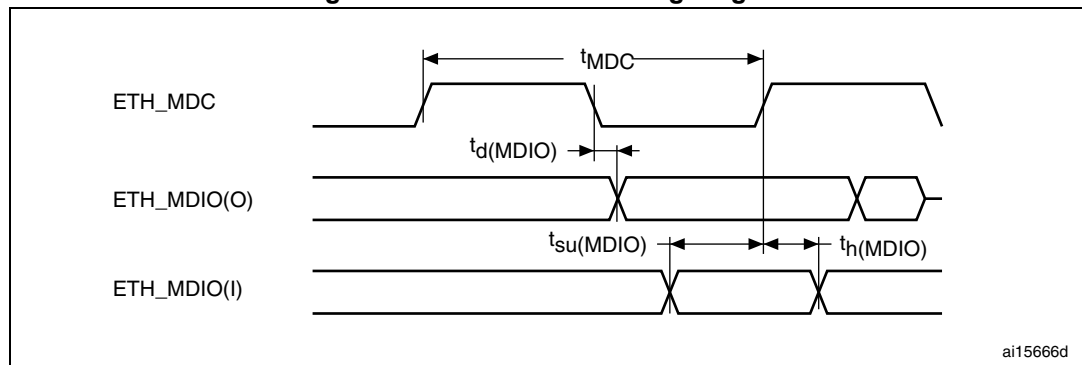 tMDC
ETH_MDC
td(MDIO)
ETH_MDIO(O)
tsu(MDIO)
th(MDIO)
ETH_MDIO(I)
ai15666d